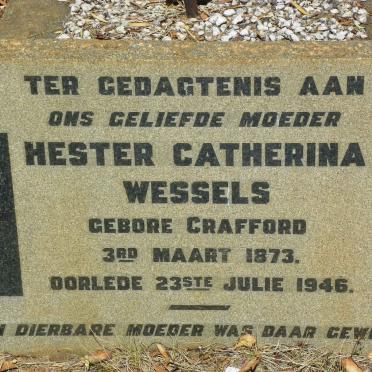 TER GEDAGTENIS AAN
ONS GELIEFDE MOEDER
HESTER CATHERINA
WESSELS
GEBORE CRAFFORD
3RD MAART 1873.
OORLEDE 23STE JULIE 1946.
DIERBARE MOEDER WAS DAAR